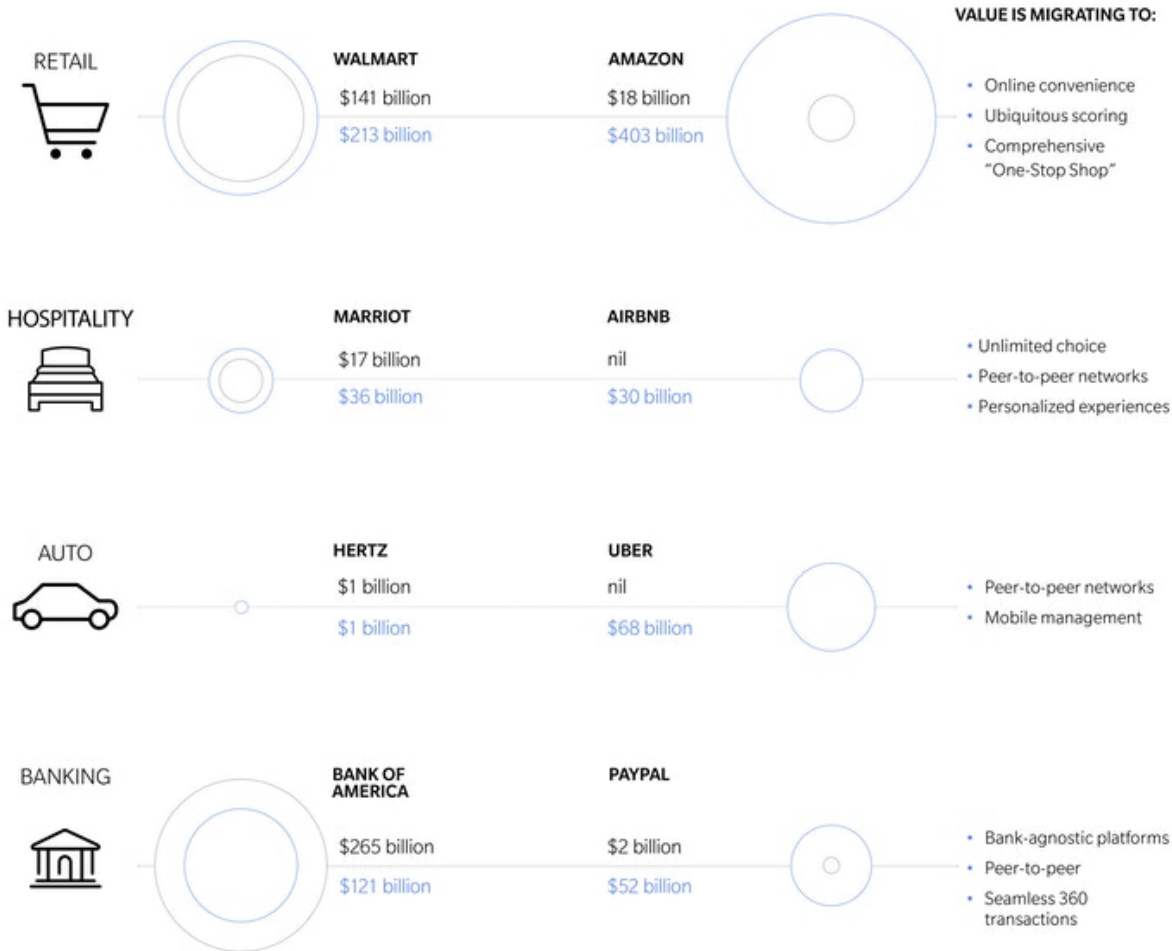 VALUE IS MIGRATING TO:
RETAIL
WALMART
$141 billion
$213 billion
AMAZON
$18 billion
$403 billion
• Online convenience
• Ubiquitous scoring
• Comprehensive
“One-Stop Shop”
HOSPITALITY
MARRIOT
$17 billion
$36 billion
AIRBNB
nil
$30 billion
• Unlimited choice
• Peer-to-peer networks
• Personalized experiences
AUTO
HERTZ
$1 billion
$1 billion
UBER
nil
$68 billion
• Peer-to-peer networks
• Mobile management
BANKING
BANK OF
AMERICA
$265 billion
$121 billion
PAYPAL
$2 billion
$52 billion
• Bank-agnostic platforms
• Peer-to-peer
• Seamless 360
transactions